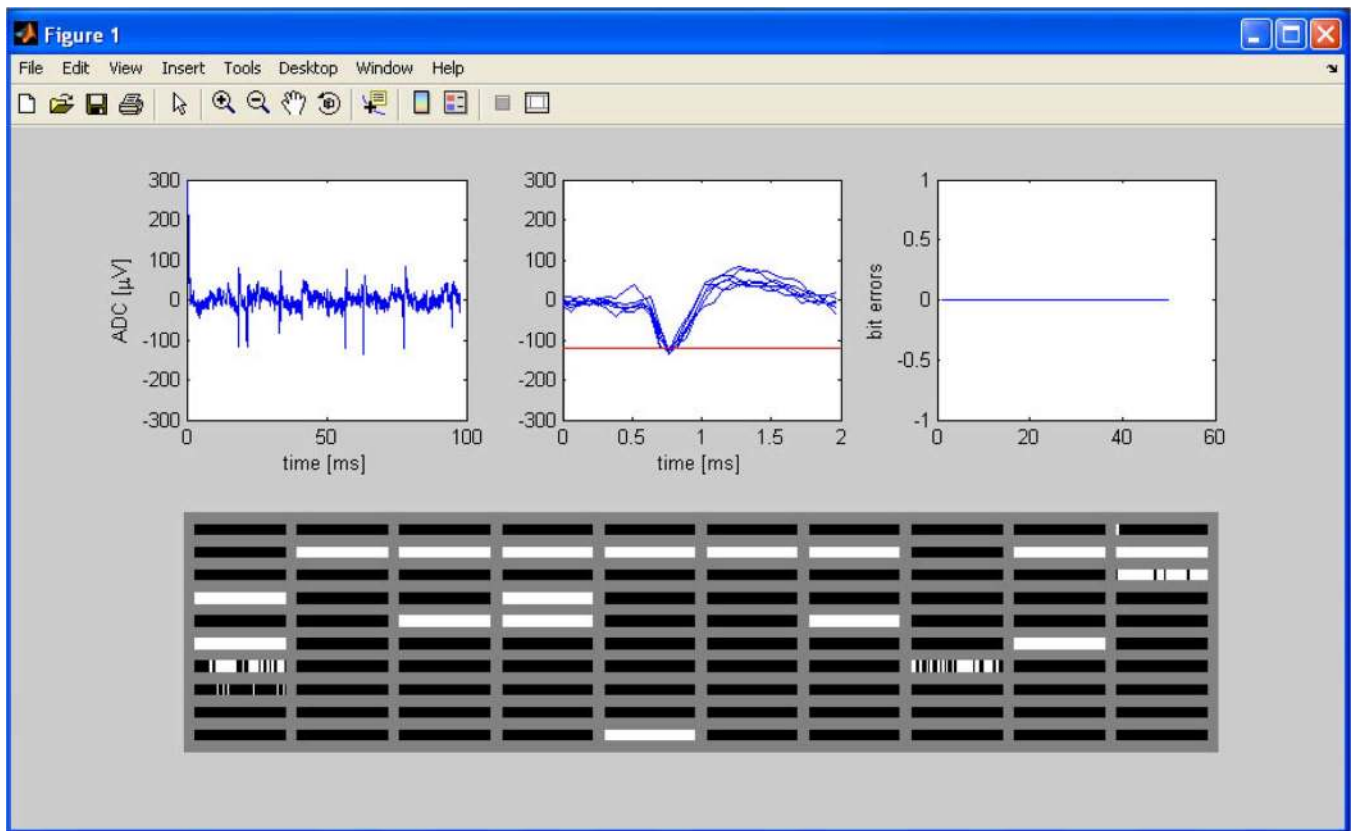 Figure 1
File Edit View Insert Tools Desktop Window Help
300
200
100
0
-100
-200
-300
ADC [µV]
0 50 100
time [ms]
300
200
100
0
-100
-200
-300
0 0.5 1 1.5 2
time [ms]
1
0.5
0
-0.5
-1
bit errors
0 20 40 60